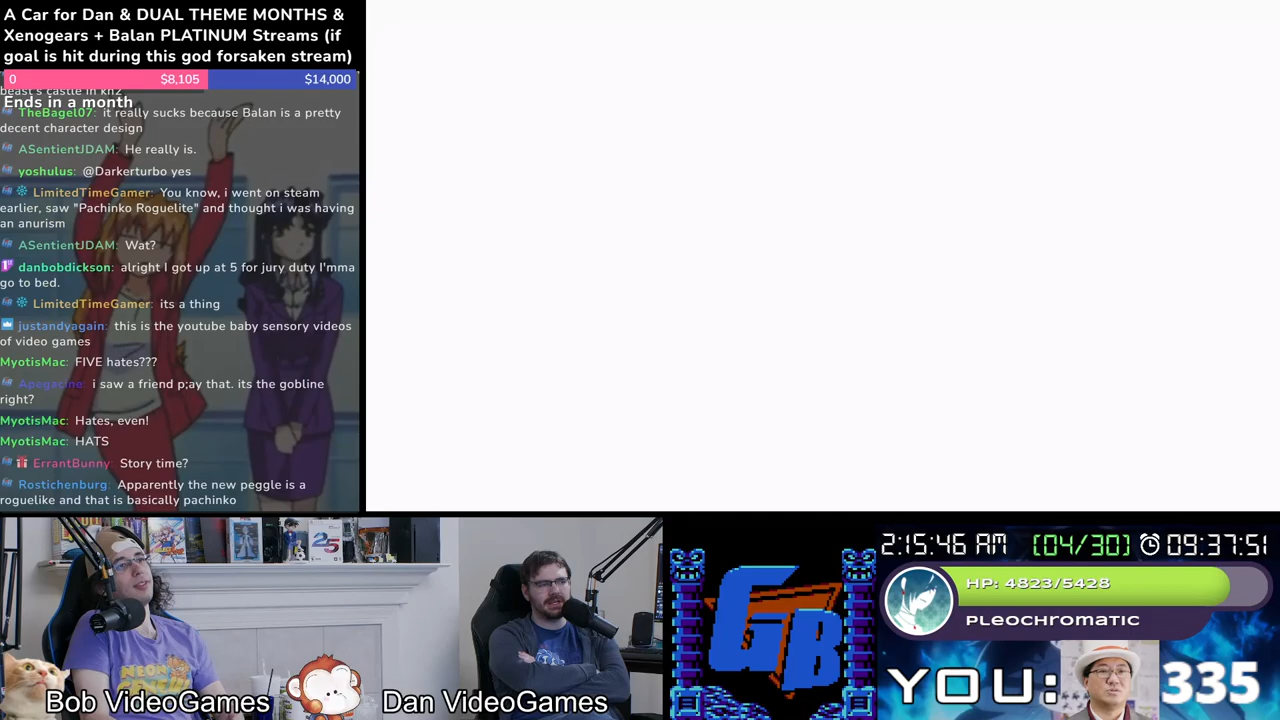 A Car for Dan & DUAL THEME MONTHS &
Xenogears + Balan PLATINUM Streams (if
goal is hit during this god forsaken stream)
0 $8,105 $14,000
beast's castle in kh2
Ends in a month
TheBagel07: it really sucks because Balan is a pretty
decent character design
ASentientJDAM: He really is.
yoshulus: @Darkerturbo yes
LimitedTimeGamer: You know, i went on steam
earlier, saw "Pachinko Roguelite" and thought i was having
an anurism
ASentientJDAM: Wat?
danbobdickson: alright I got up at 5 for jury duty I'mma
go to bed.
LimitedTimeGamer: its a thing
justandyagain: this is the youtube baby sensory videos
of video games
MyotisMac: FIVE hates???
Apegacine: i saw a friend p;ay that. its the gobline
right?
MyotisMac: Hates, even!
MyotisMac: HATS
ErrantBunny: Story time?
Rostichenburg: Apparently the new peggle is a
roguelike and that is basically pachinko
NEON
25
Bob VideoGames
Dan VideoGames
GB
2:15:46 AM [04/30] 09:37:51
HP: 4823/5428
PLEOCHROMATIC
YOU: 335